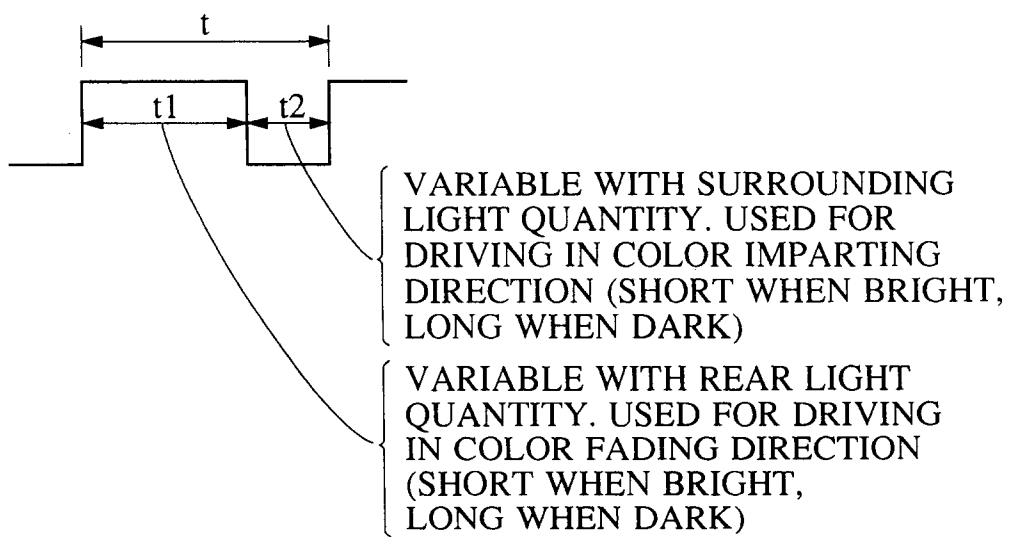 t
t1 t2
VARIABLE WITH SURROUNDING
LIGHT QUANTITY. USED FOR
DRIVING IN COLOR IMPARTING
DIRECTION (SHORT WHEN BRIGHT,
LONG WHEN DARK)
VARIABLE WITH REAR LIGHT
QUANTITY. USED FOR DRIVING
IN COLOR FADING DIRECTION
(SHORT WHEN BRIGHT,
LONG WHEN DARK)